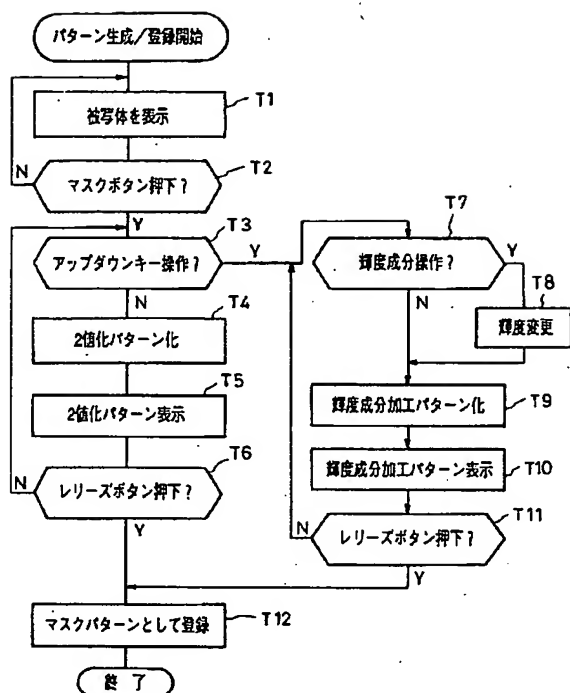 パターン生成/登録開始
T1
被写体を表示
N
T2
マスクボタン押下?
Y
T3
アップダウンキー操作?
Y
N
T4
2値化パターン化
T5
2値化パターン表示
T6
N
レリーズボタン押下?
Y
T7
輝度成分操作?
Y
N
T8
輝度変更
T9
輝度成分加工パターン化
輝度成分加工パターン表示
T10
T11
N
レリーズボタン押下?
Y
マスクパターンとして登録
T12
終了